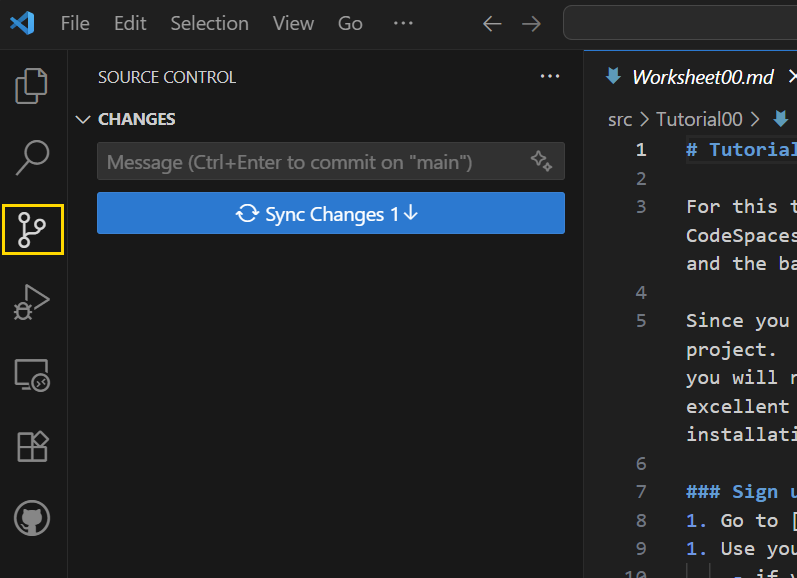 File Edit Selection View Go ...
SOURCE CONTROL ...
CHANGES
Message (Ctrl+Enter to commit on "main")
Sync Changes 1↓
Worksheet00.md
src > Tutorial00 >
1 # Tutorial
2
3 For this t
CodeSpaces
and the ba
4
5 Since you
project.
you will r
excellent
installati
6
7 ### Sign u
8 1. Go to [
9 1. Use you
10 - if y